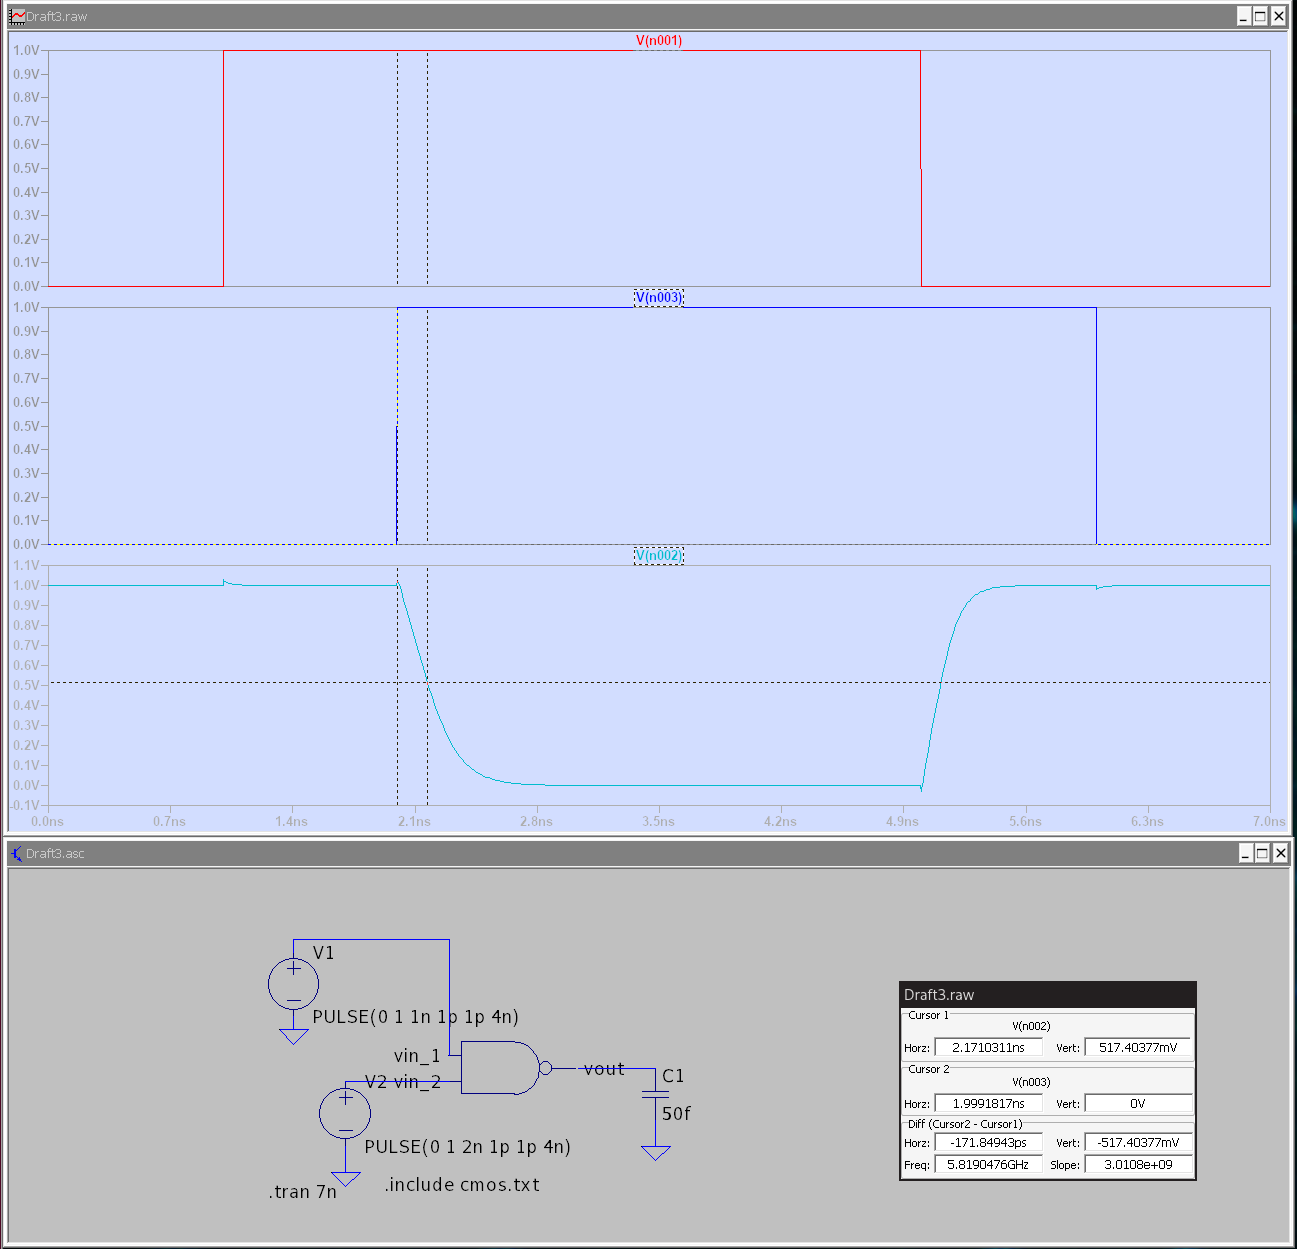 Draft3.raw
V(n001)
1.0V
0.9V
0.8V
0.7V
0.6V
0.5V
0.4V
0.3V
0.2V
0.1V
0.0V
V(n003)
1.0V
0.9V
0.8V
0.7V
0.6V
0.5V
0.4V
0.3V
0.2V
0.1V
0.0V
V(n002)
1.1V
1.0V
0.9V
0.8V
0.7V
0.6V
0.5V
0.4V
0.3V
0.2V
0.1V
0.0V
-0.1V
0.0ns 0.7ns 1.4ns 2.1ns 2.8ns 3.5ns 4.2ns 4.9ns 5.6ns 6.3ns 7.0ns
Draft3.asc
V1
PULSE(0 1 1n 1p 1p 4n)
vin_1
V2 vin_2
vout
C1
50f
PULSE(0 1 2n 1p 1p 4n)
.tran 7n
.include cmos.txt
Draft3.raw
Cursor 1
V(n002)
Horz: 2.1710311ns Vert: 517.40377mV
Cursor 2
V(n003)
Horz: 1.9991817ns Vert: 0V
Diff (Cursor2 - Cursor1)
Horz: -171.84943ps Vert: -517.40377mV
Freq: 5.8190476GHz Slope: 3.0108e+09